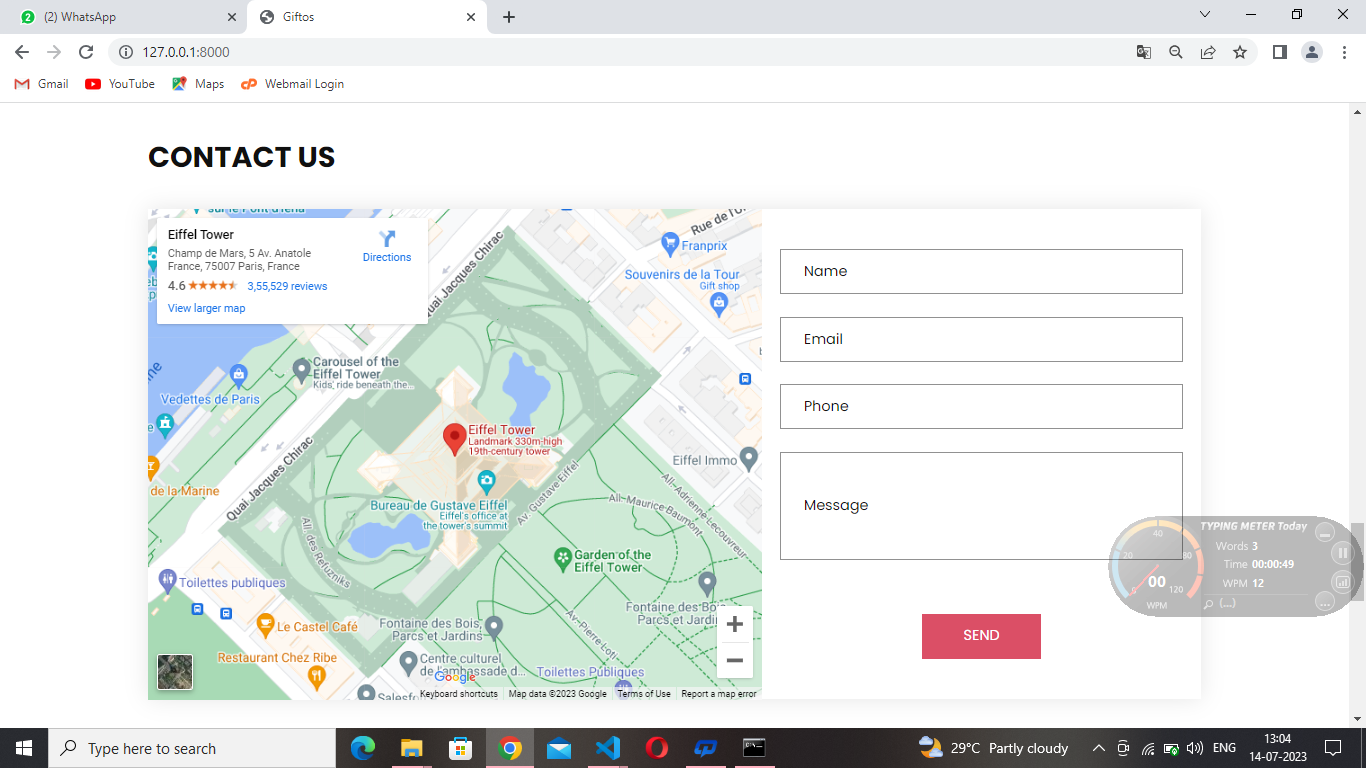 (2) WhatsApp
Giftos
127.0.0.1:8000
Gmail
YouTube
Maps
Webmail Login
CONTACT US
Eiffel Tower
Champ de Mars, 5 Av. Anatole
France, 75007 Paris, France
4.6
3,55,529 reviews
View larger map
Directions
Quai Jacques Chirac
Franprix
Souvenirs de la Tour
Gift shop
Carousel of the
Eiffel Tower
Kids' ride beneath the...
Vedettes de Paris
Eiffel Tower
Landmark 330m-high
19th-century tower
Eiffel Immo
de la Marine
Quai Jacques Chirac
Bureau de Gustave Eiffel
Eiffel's office at
the tower's summit
Av. Gustave Eiffel
All. Maurice Baumont
All. Adrienne Lecouvreur
All. des Refuzniks
Garden of the
Eiffel Tower
Toilettes publiques
Le Castel Café
Fontaine des Bois,
Parcs et Jardins
Fontaine des Bois,
Parcs et Jard
Av. Pierre Loti
Restaurant Chez Ribe
Centre culturel
de l'ambassade d...
Toilettes Publiques
Google
Keyboard shortcuts
Map data ©2023 Google
Terms of Use
Report a map error
Name
Email
Phone
Message
SEND
TYPING METER Today
Words 3
Time 00:00:49
WPM 12
(...)
0
20
40
80
120
00
WPM
Type here to search
29°C Partly cloudy
ENG
13:04
14-07-2023